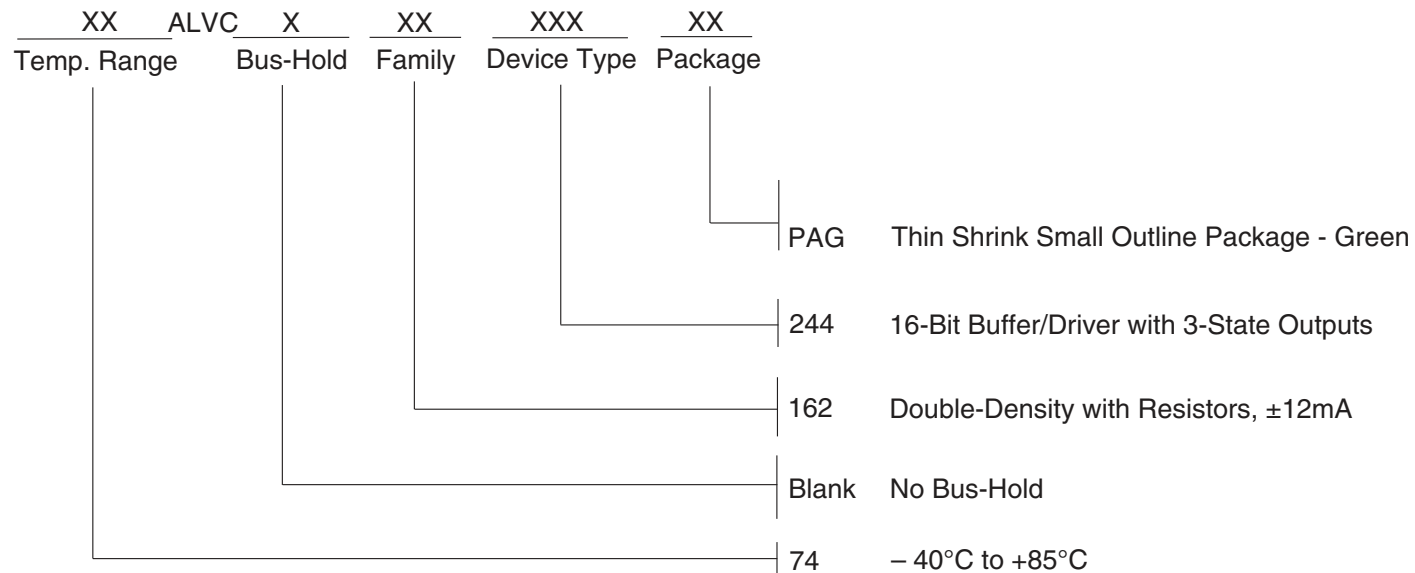 XX ALVC X XX XXX XX
Temp. Range Bus-Hold Family Device Type Package
PAG Thin Shrink Small Outline Package - Green
244 16-Bit Buffer/Driver with 3-State Outputs
162 Double-Density with Resistors, ±12mA
Blank No Bus-Hold
74 – 40°C to +85°C